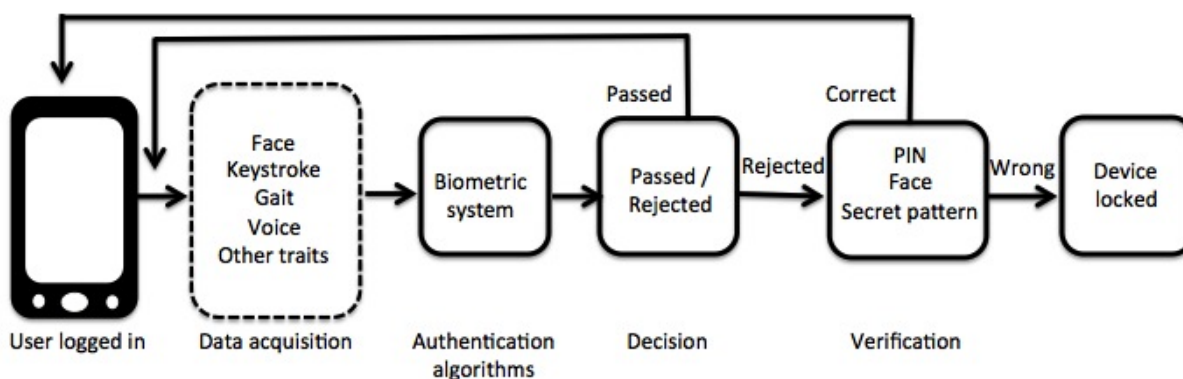 Passed
Correct
Face
Keystroke
Gait
Voice
Other traits
Biometric
system
Passed /
Rejected
Rejected
PIN
Face
Secret pattern
Wrong
Device
locked
User logged in
Data acquisition
Authentication
algorithms
Decision
Verification